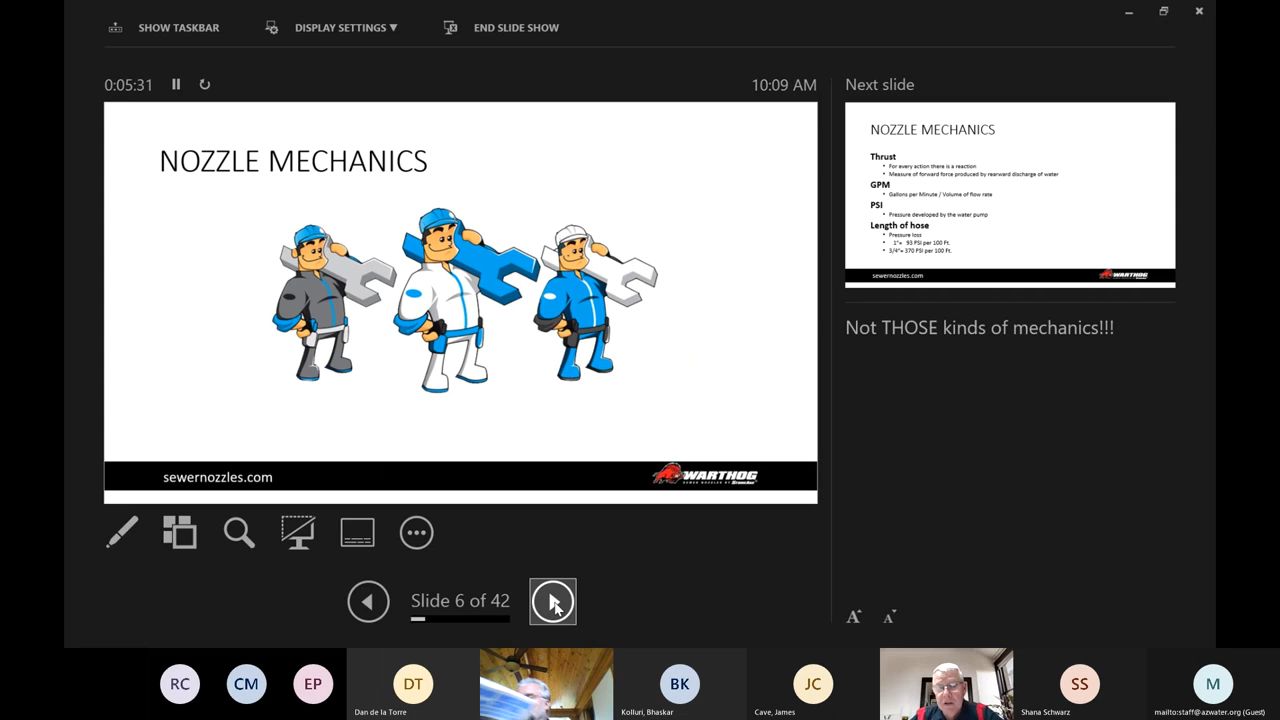 SHOW TASKBAR
DISPLAY SETTINGS ▼
END SLIDE SHOW
0:05:31
10:09 AM
NOZZLE MECHANICS
sewernozzles.com
WARTHOG
Slide 6 of 42
Next slide
NOZZLE MECHANICS
Thrust
• For every action there is a reaction
• Measure of forward force produced by rearward discharge of water
GPM
• Gallons per Minute / Volume of flow rate
PSI
• Pressure developed by the water pump
Length of hose
• Pressure loss
• 1"= 93 PSI per 100 Ft.
• 3/4"= 370 PSI per 100 Ft.
sewernozzles.com
WARTHOG
Not THOSE kinds of mechanics!!!
A A
RC
CM
EP
DT
Dan de la Torre
BK
Kolluri, Bhaskar
JC
Cave, James
SS
Shana Schwarz
M
mailto:staff@azwater.org (Guest)